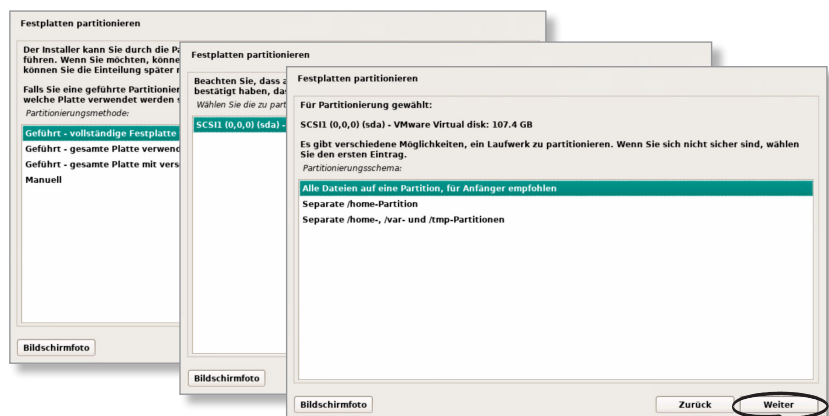 Festplatten partitionieren
Der Installer kann Sie durch die
führen. Wenn Sie möchten, könne
können Sie die Einteilung später
Falls Sie eine geführte Partitionier
welche Platte verwendet werden
Partitionierungsmethode:
Geführt - vollständige Festplatte
Geführt - gesamte Platte verwend
Geführt - gesamte Platte mit vers
Manuell
Bildschirmfoto
Festplatten partitionieren
Beachten Sie, dass a
bestätigt haben, da
Wählen Sie die zu part
SCSI1 (0,0,0) (sda) -
Bildschirmfoto
Festplatten partitionieren
Für Partitionierung gewählt:
SCSI1 (0,0,0) (sda) - VMware Virtual disk: 107.4 GB
Es gibt verschiedene Möglichkeiten, ein Laufwerk zu partitionieren. Wenn Sie sich nicht sicher sind, wählen
Sie den ersten Eintrag.
Partitionierungsschema:
Alle Dateien auf eine Partition, für Anfänger empfohlen
Separate /home-Partition
Separate /home-, /var- und /tmp-Partitionen
Bildschirmfoto
Zurück
Weiter